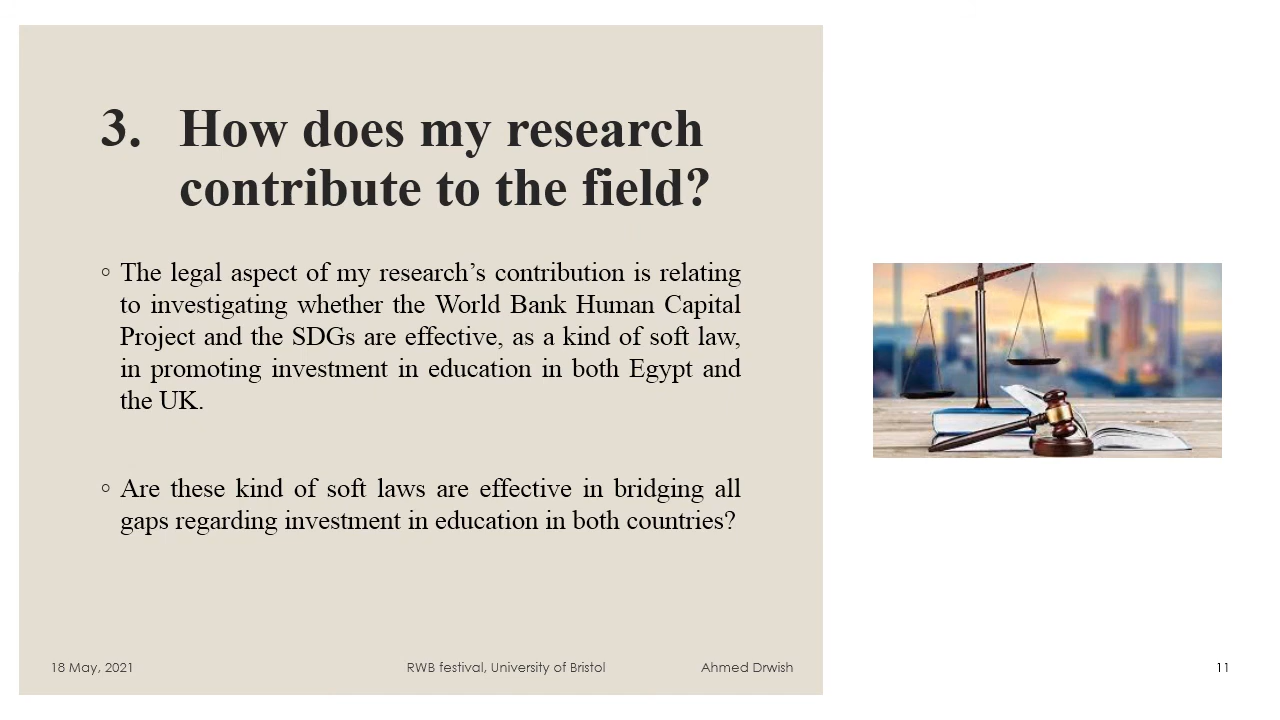 3. How does my research
contribute to the field?
◦ The legal aspect of my research’s contribution is relating
to investigating whether the World Bank Human Capital
Project and the SDGs are effective, as a kind of soft law,
in promoting investment in education in both Egypt and
the UK.
◦ Are these kind of soft laws are effective in bridging all
gaps regarding investment in education in both countries?
18 May, 2021 RWB festival, University of Bristol Ahmed Drwish 11